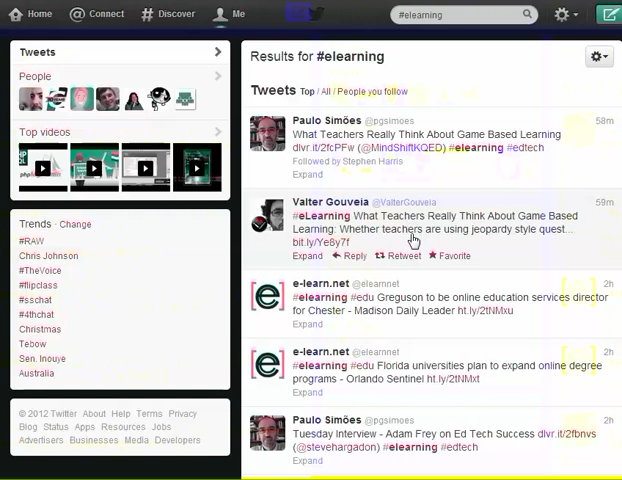 Home Connect Discover Me #elearning
Tweets
People
Top videos
Trends · Change
#RAW
Chris Johnson
#TheVoice
#flipclass
#sschat
#4thchat
Christmas
Tebow
Sen. Inouye
Australia
© 2012 Twitter About Help Terms Privacy
Blog Status Apps Resources Jobs
Advertisers Businesses Media Developers
Results for #elearning
Tweets Top / All / People you follow
Paulo Simões @pgsimoes 58m
What Teachers Really Think About Game Based Learning
dlvr.it/2fcPFw (@MindShiftKQED) #elearning #edtech
Followed by Stephen Harris
Expand
Valter Gouveia @ValterGouveia 59m
#eLearning What Teachers Really Think About Game Based
Learning: Whether teachers are using jeopardy style quest...
bit.ly/Ye8y7f
Expand Reply Retweet Favorite
e-learn.net @elearnnet 2h
#elearning #edu Greguson to be online education services director
for Chester - Madison Daily Leader ht.ly/2tNMxu
Expand
e-learn.net @elearnnet 2h
#elearning #edu Florida universities plan to expand online degree
programs - Orlando Sentinel ht.ly/2tNMxt
Expand
Paulo Simões @pgsimoes 2h
Tuesday Interview - Adam Frey on Ed Tech Success dlvr.it/2fbnvs
(@stevehargadon) #elearning #edtech
Expand